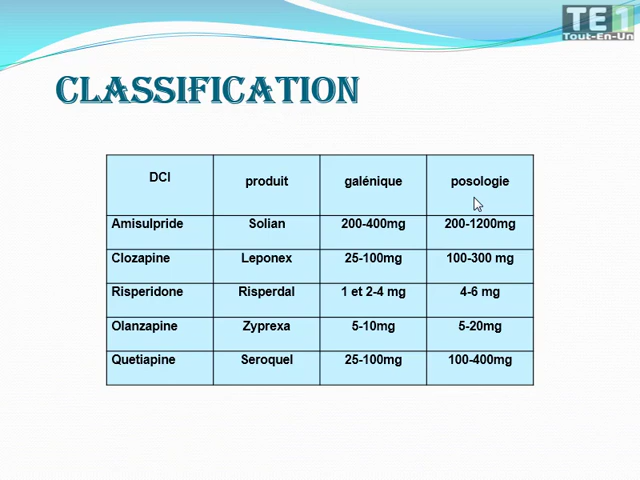 TE1
Tout-En-Un
CLASSIFICATION
DCI produit galénique posologie
Amisulpride Solian 200-400mg 200-1200mg
Clozapine Leponex 25-100mg 100-300 mg
Risperidone Risperdal 1 et 2-4 mg 4-6 mg
Olanzapine Zyprexa 5-10mg 5-20mg
Quetiapine Seroquel 25-100mg 100-400mg